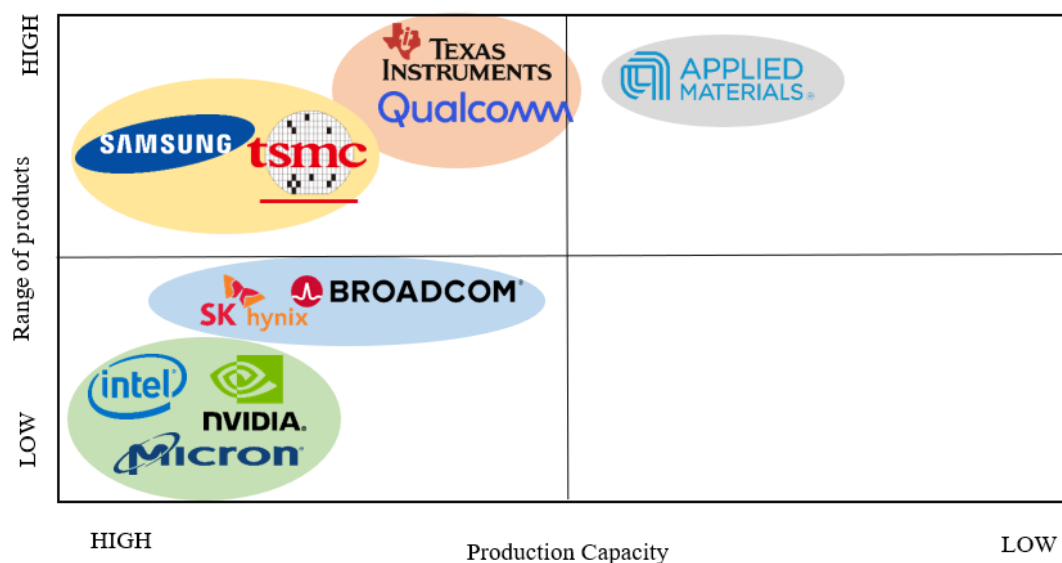 HIGH
Range of products
LOW
TEXAS
INSTRUMENTS
Qualcomm
APPLIED
MATERIALS®
SAMSUNG
tsmc
SK hynix
BROADCOM®
intel®
NVIDIA®
Micron®
HIGH
Production Capacity
LOW